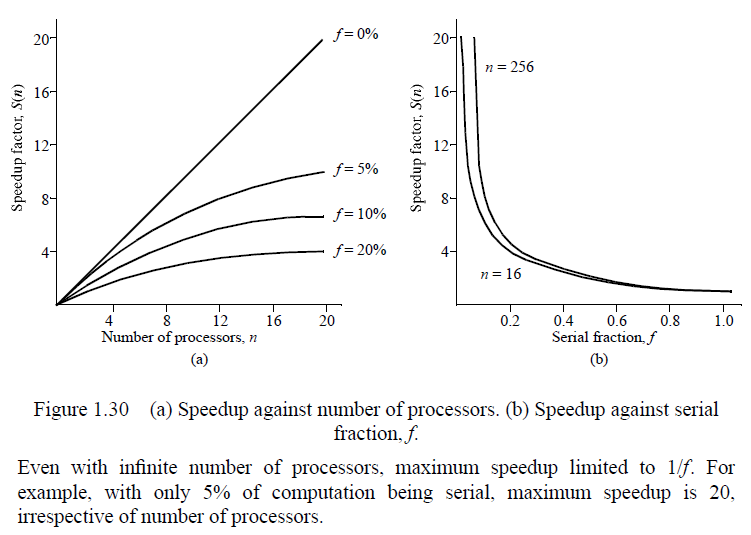 20
16
12
8
4
Speedup factor, S(n)
f = 0%
f = 5%
f = 10%
f = 20%
4 8 12 16 20
Number of processors, n
(a)
20
16
12
8
4
Speedup factor, S(n)
n = 256
n = 16
0.2 0.4 0.6 0.8 1.0
Serial fraction, f
(b)
Figure 1.30 (a) Speedup against number of processors. (b) Speedup against serial
fraction, f.
Even with infinite number of processors, maximum speedup limited to 1/f. For
example, with only 5% of computation being serial, maximum speedup is 20,
irrespective of number of processors.